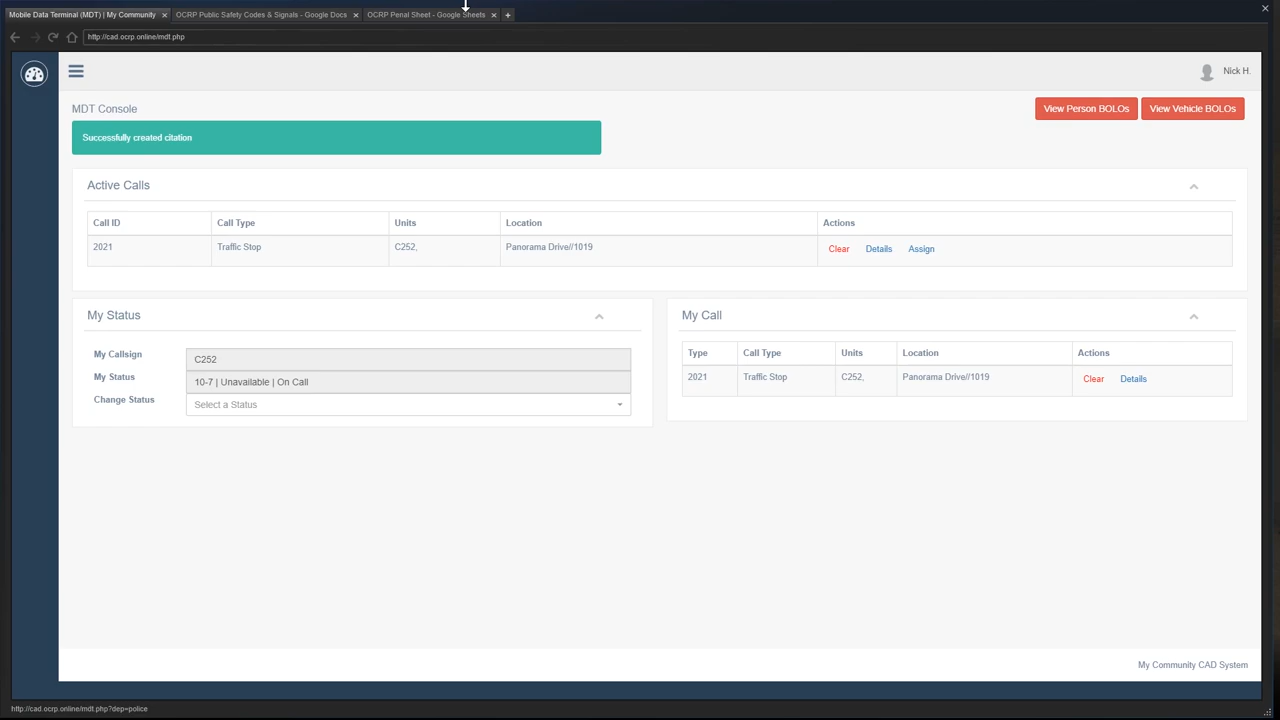 Mobile Data Terminal (MDT) | My Community
OCRP Public Safety Codes & Signals - Google Docs
OCRP Penal Sheet - Google Sheets
http://cad.ocrp.online/mdt.php
Nick H.
MDT Console
View Person BOLOs
View Vehicle BOLOs
Successfully created citation
Active Calls
Call ID Call Type Units Location Actions
2021 Traffic Stop C252, Panorama Drive//1019 Clear Details Assign
My Status
My Callsign C252
My Status 10-7 | Unavailable | On Call
Change Status Select a Status
My Call
Type Call Type Units Location Actions
2021 Traffic Stop C252, Panorama Drive//1019 Clear Details
My Community CAD System
http://cad.ocrp.online/mdt.php?dep=police